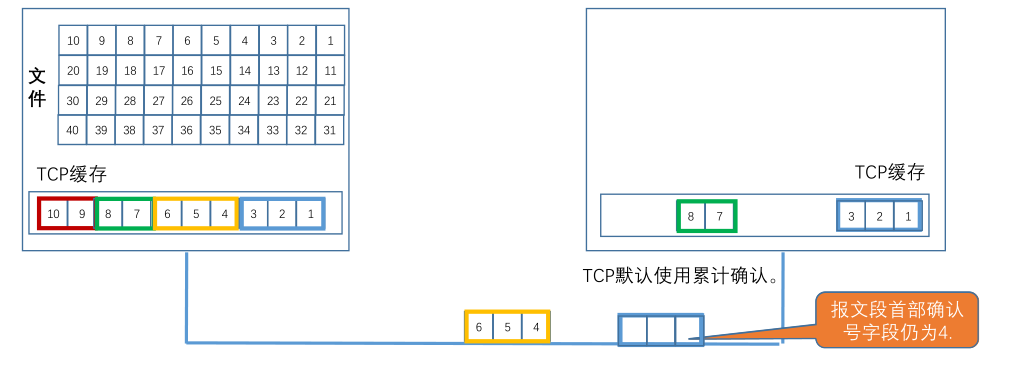 10 9 8 7 6 5 4 3 2 1
20 19 18 17 16 15 14 13 12 11
30 29 28 27 26 25 24 23 22 21
40 39 38 37 36 35 34 33 32 31
文
件
TCP缓存
10 9 8 7 6 5 4 3 2 1
TCP缓存
8 7 3 2 1
TCP默认使用累计确认。
6 5 4
报文段首部确认
号字段仍为4.